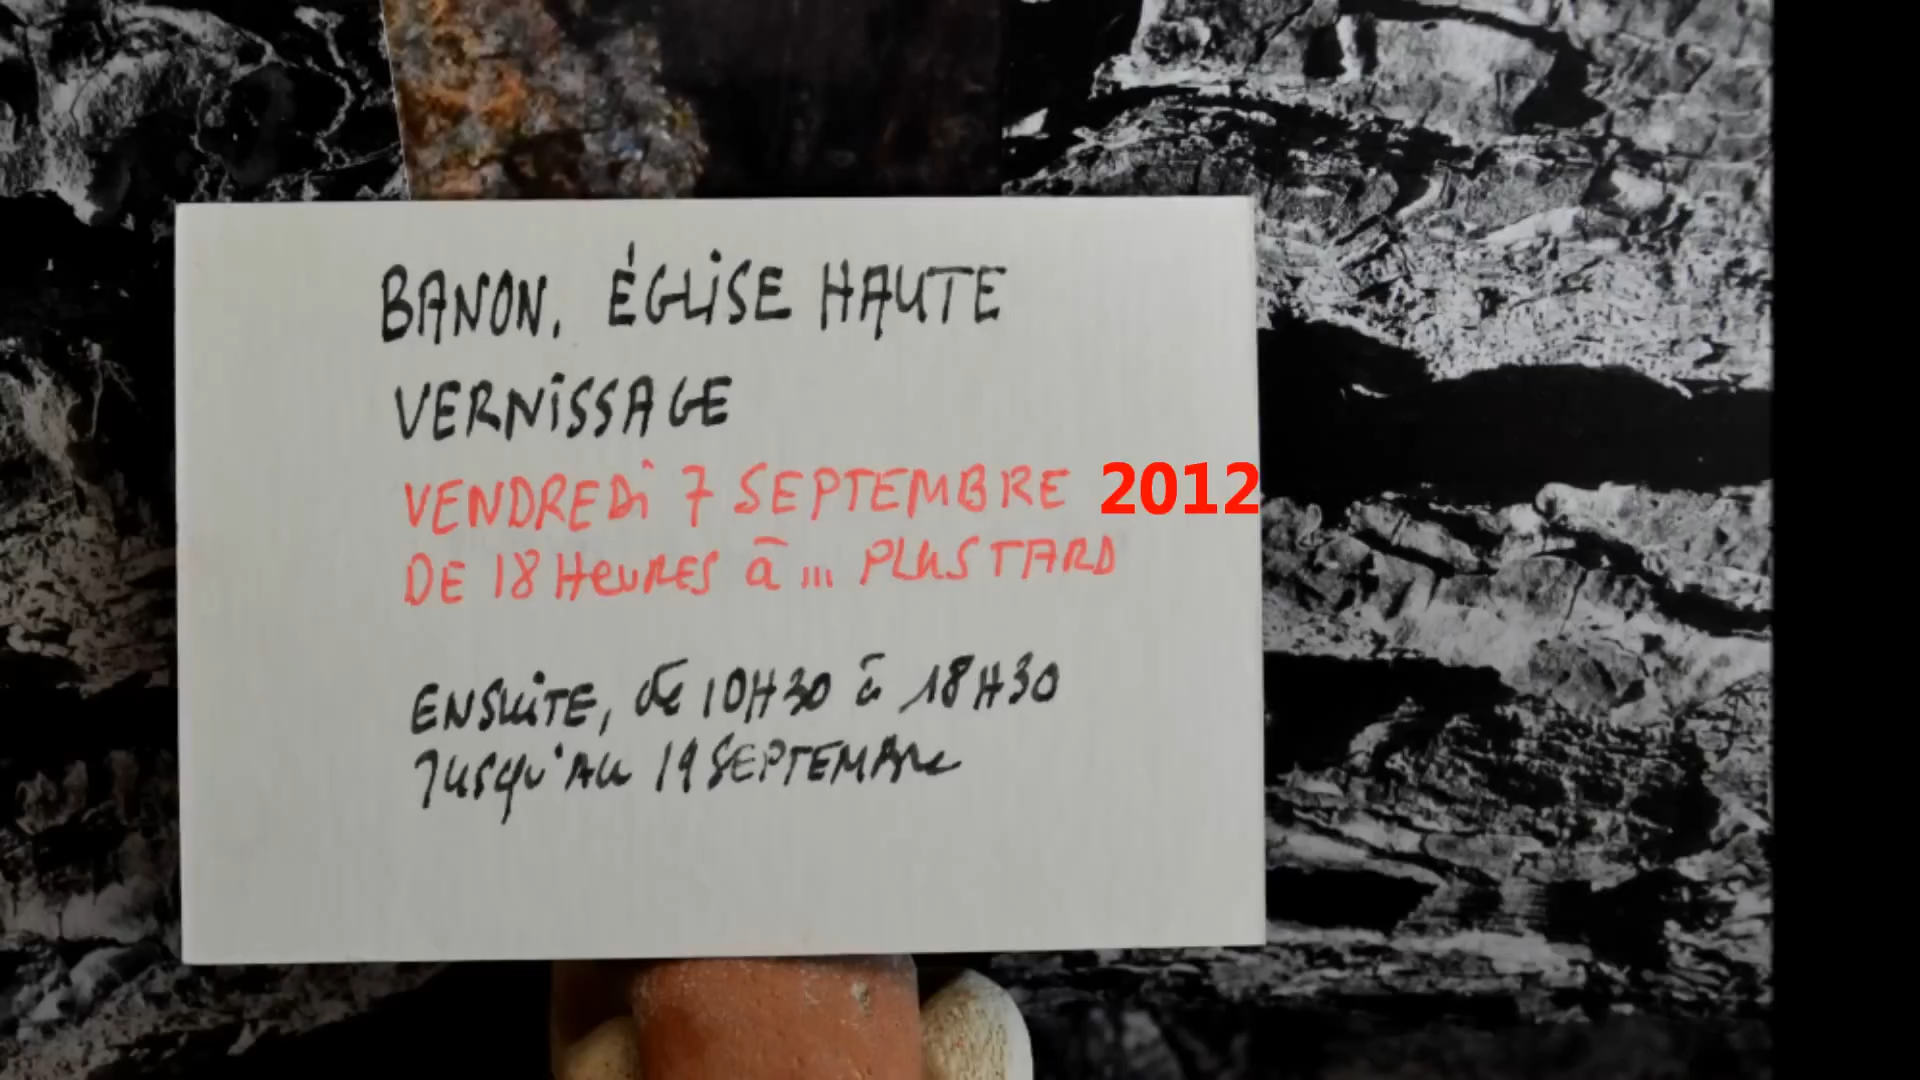 BANON. ÉGLISE HAUTE
VERNISSAGE
VENDREDI 7 SEPTEMBRE 2012
DE 18 HEURES à ... PLUS TARD
ENSUITE, de 10H30 à 18H30
JUSQU'AU 19 SEPTEMBRE